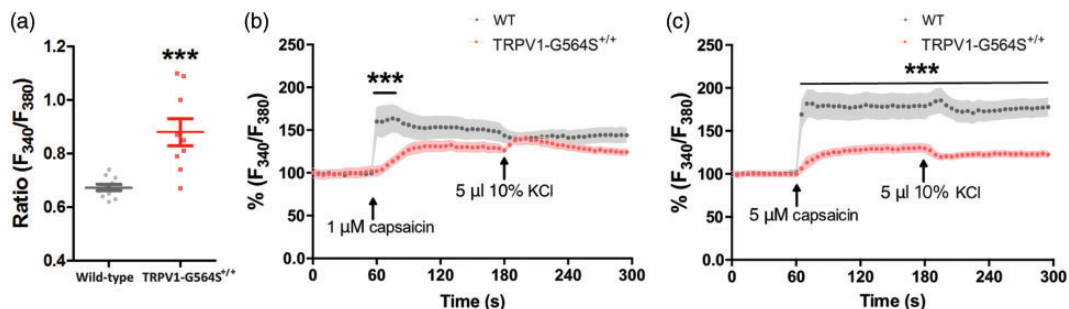 (a)
***
Ratio (F340/F380)
1.2
1.0
0.8
0.6
0.4
Wild-type TRPV1-G564S+/+
(b)
WT
TRPV1-G564S+/+
% (F340/F380)
250
200
150
100
50
0
***
1 µM capsaicin
5 µl 10% KCl
0 60 120 180 240 300
Time (s)
(c)
WT
TRPV1-G564S+/+
% (F340/F380)
250
200
150
100
50
0.0
***
5 µM capsaicin
5 µl 10% KCl
0 60 120 180 240 300
Time (s)